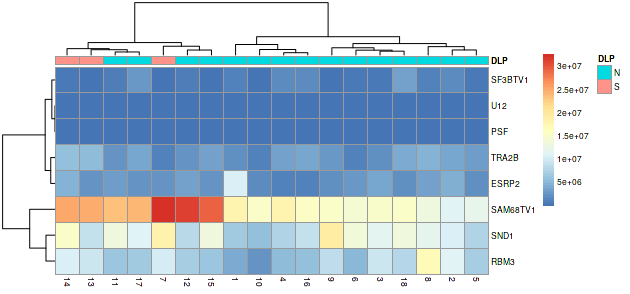 DLP
DLP
N
S
3e+07
2.5e+07
2e+07
1.5e+07
1e+07
5e+06
SF3BTV1
U12
PSF
TRA2B
ESRP2
SAM68TV1
SND1
RBM3
14 13 11 17 7 12 15 1 10 4 16 9 6 3 18 8 2 5